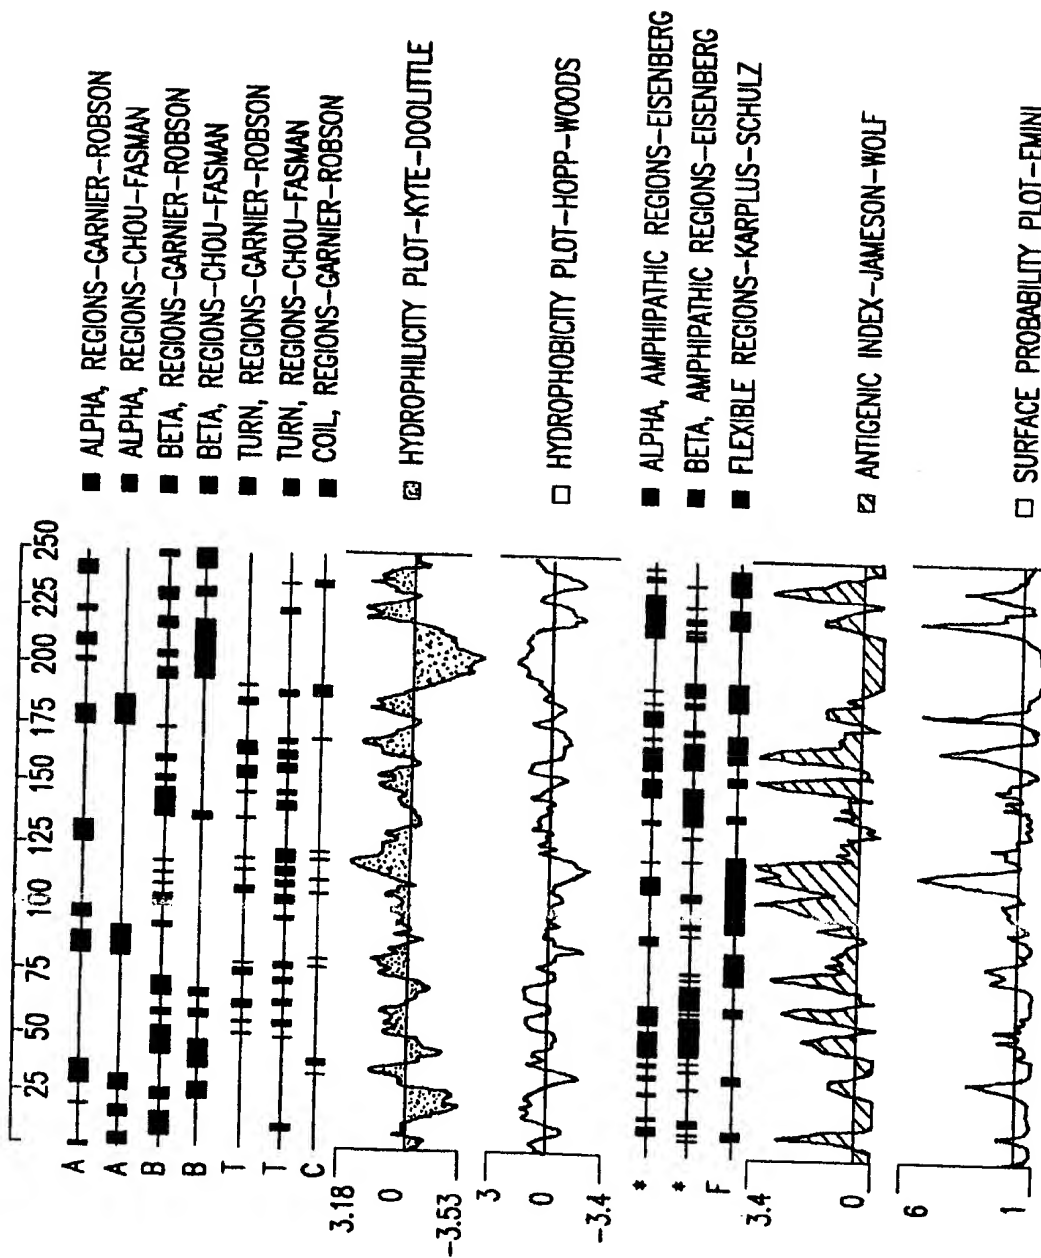 25 50 75 100 125 150 175 200 225 250
A ALPHA, REGIONS-GARNIER-ROBSON
A ALPHA, REGIONS-CHOU-FASMAN
B BETA, REGIONS-GARNIER-ROBSON
B BETA, REGIONS-CHOU-FASMAN
T TURN, REGIONS-GARNIER-ROBSON
T TURN, REGIONS-CHOU-FASMAN
C COIL, REGIONS-GARNIER-ROBSON
3.18
0 HYDROPHILICITY PLOT-KYTE-DOOLITTLE
-3.53
3
0 HYDROPHOBICITY PLOT-HOPP-WOODS
-3.4
* ALPHA, AMPHIPATHIC REGIONS-EISENBERG
* BETA, AMPHIPATHIC REGIONS-EISENBERG
F FLEXIBLE REGIONS-KARPLUS-SCHULZ
3.4
0 ANTIGENIC INDEX-JAMESON-WOLF
6
1 SURFACE PROBABILITY PLOT-EMINI